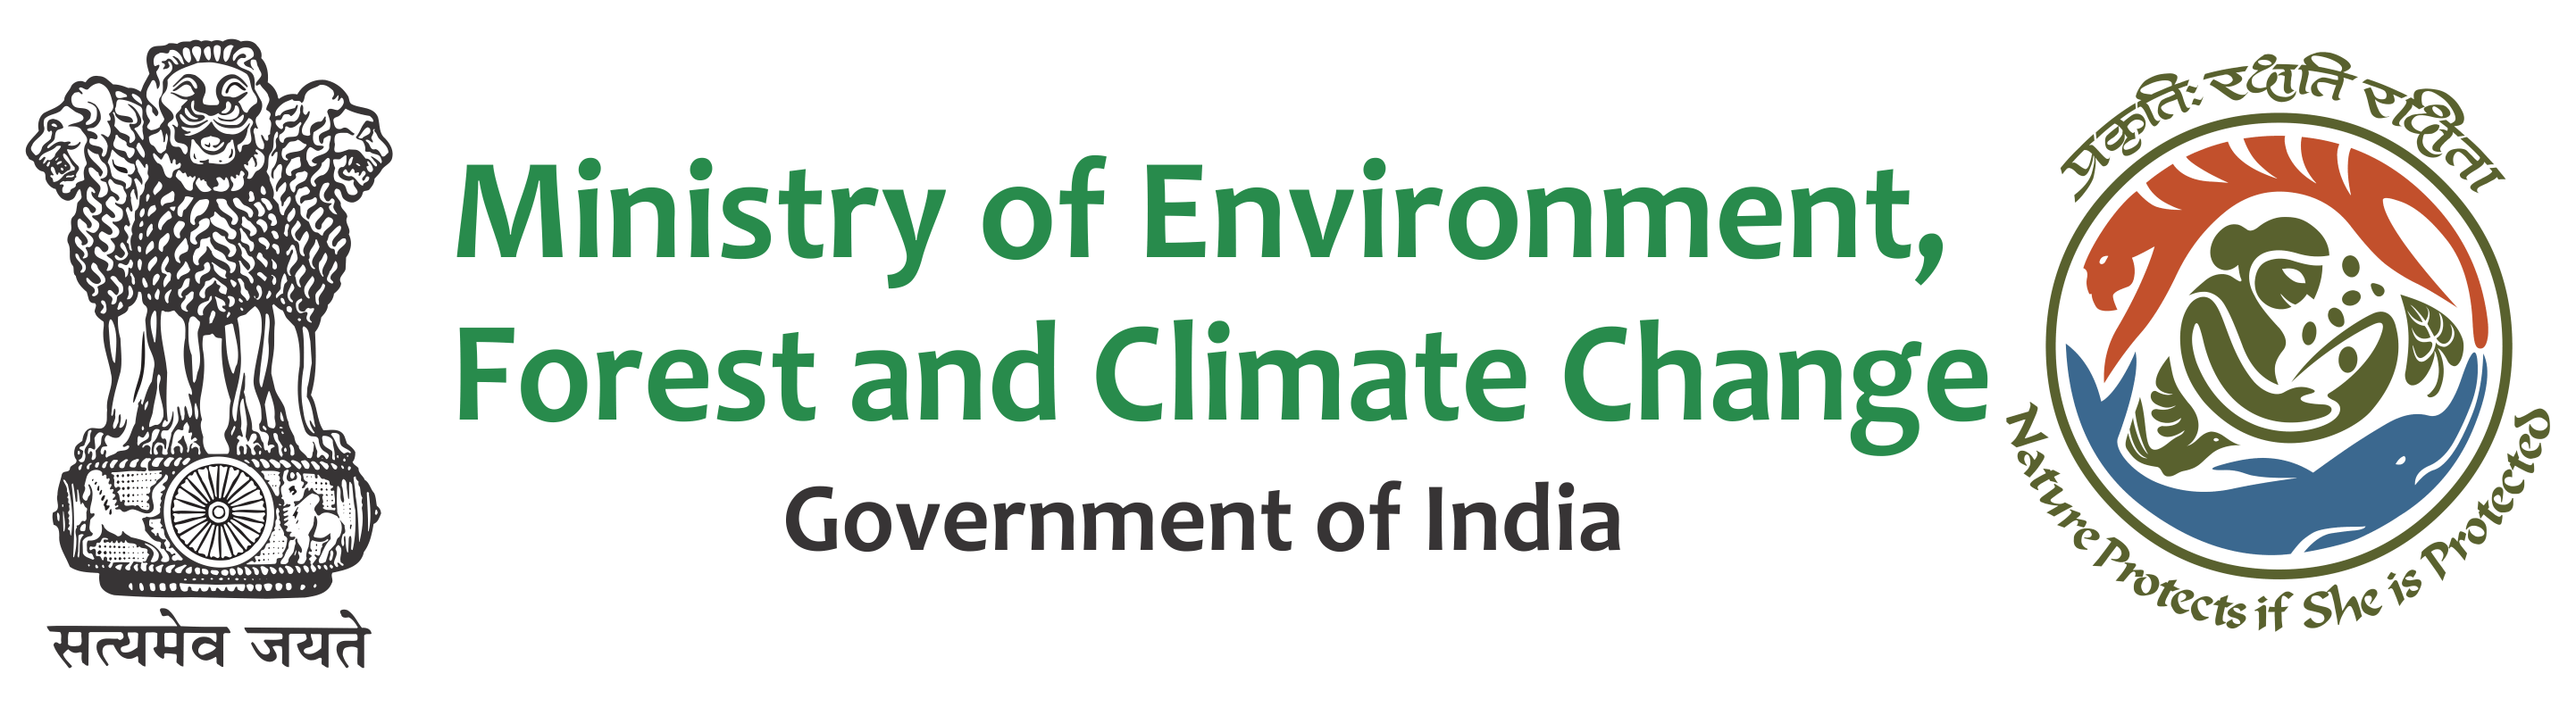 सत्यमेव जयते
Ministry of Environment,
Forest and Climate Change
Government of India
प्रकृतिः रक्षति रक्षिता
Nature Protects if She is Protected